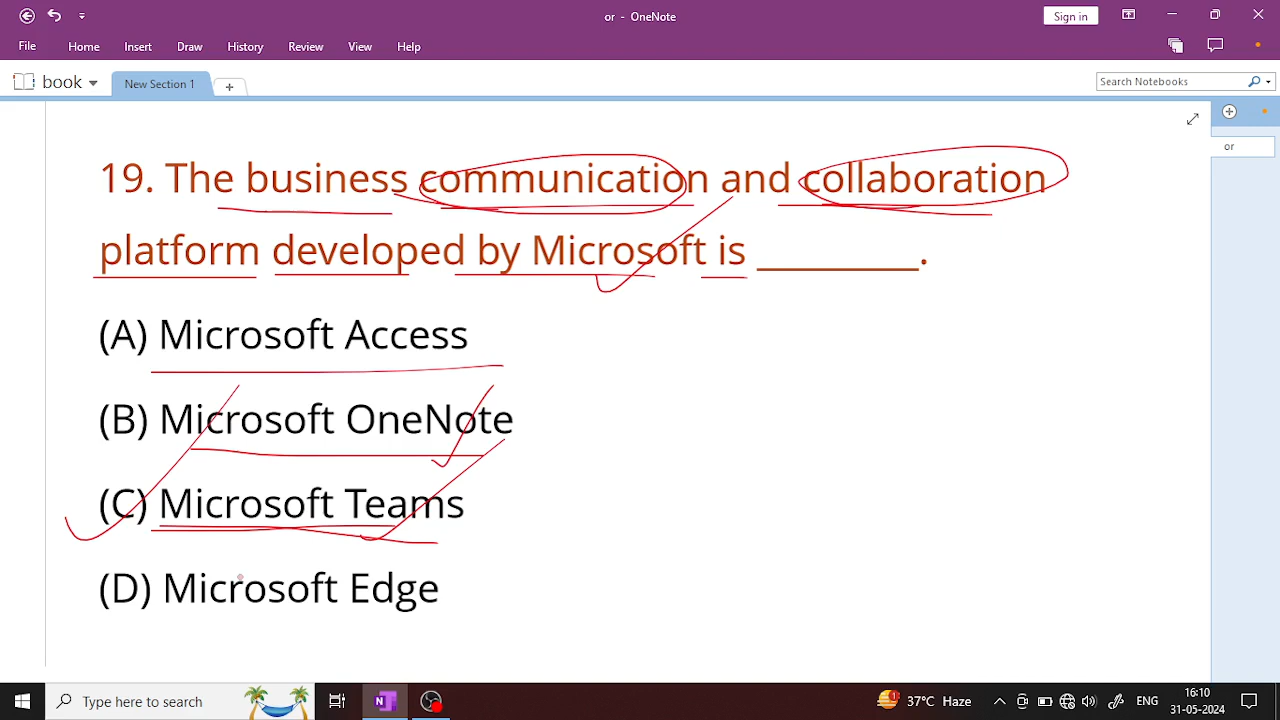 or - OneNote
Sign in
File Home Insert Draw History Review View Help
book New Section 1 +
Search Notebooks
or
19. The business communication and collaboration
platform developed by Microsoft is ________.
(A) Microsoft Access
(B) Microsoft OneNote
(C) Microsoft Teams
(D) Microsoft Edge
Type here to search
N
1
37°C Haze
ENG
16:10
31-05-2024